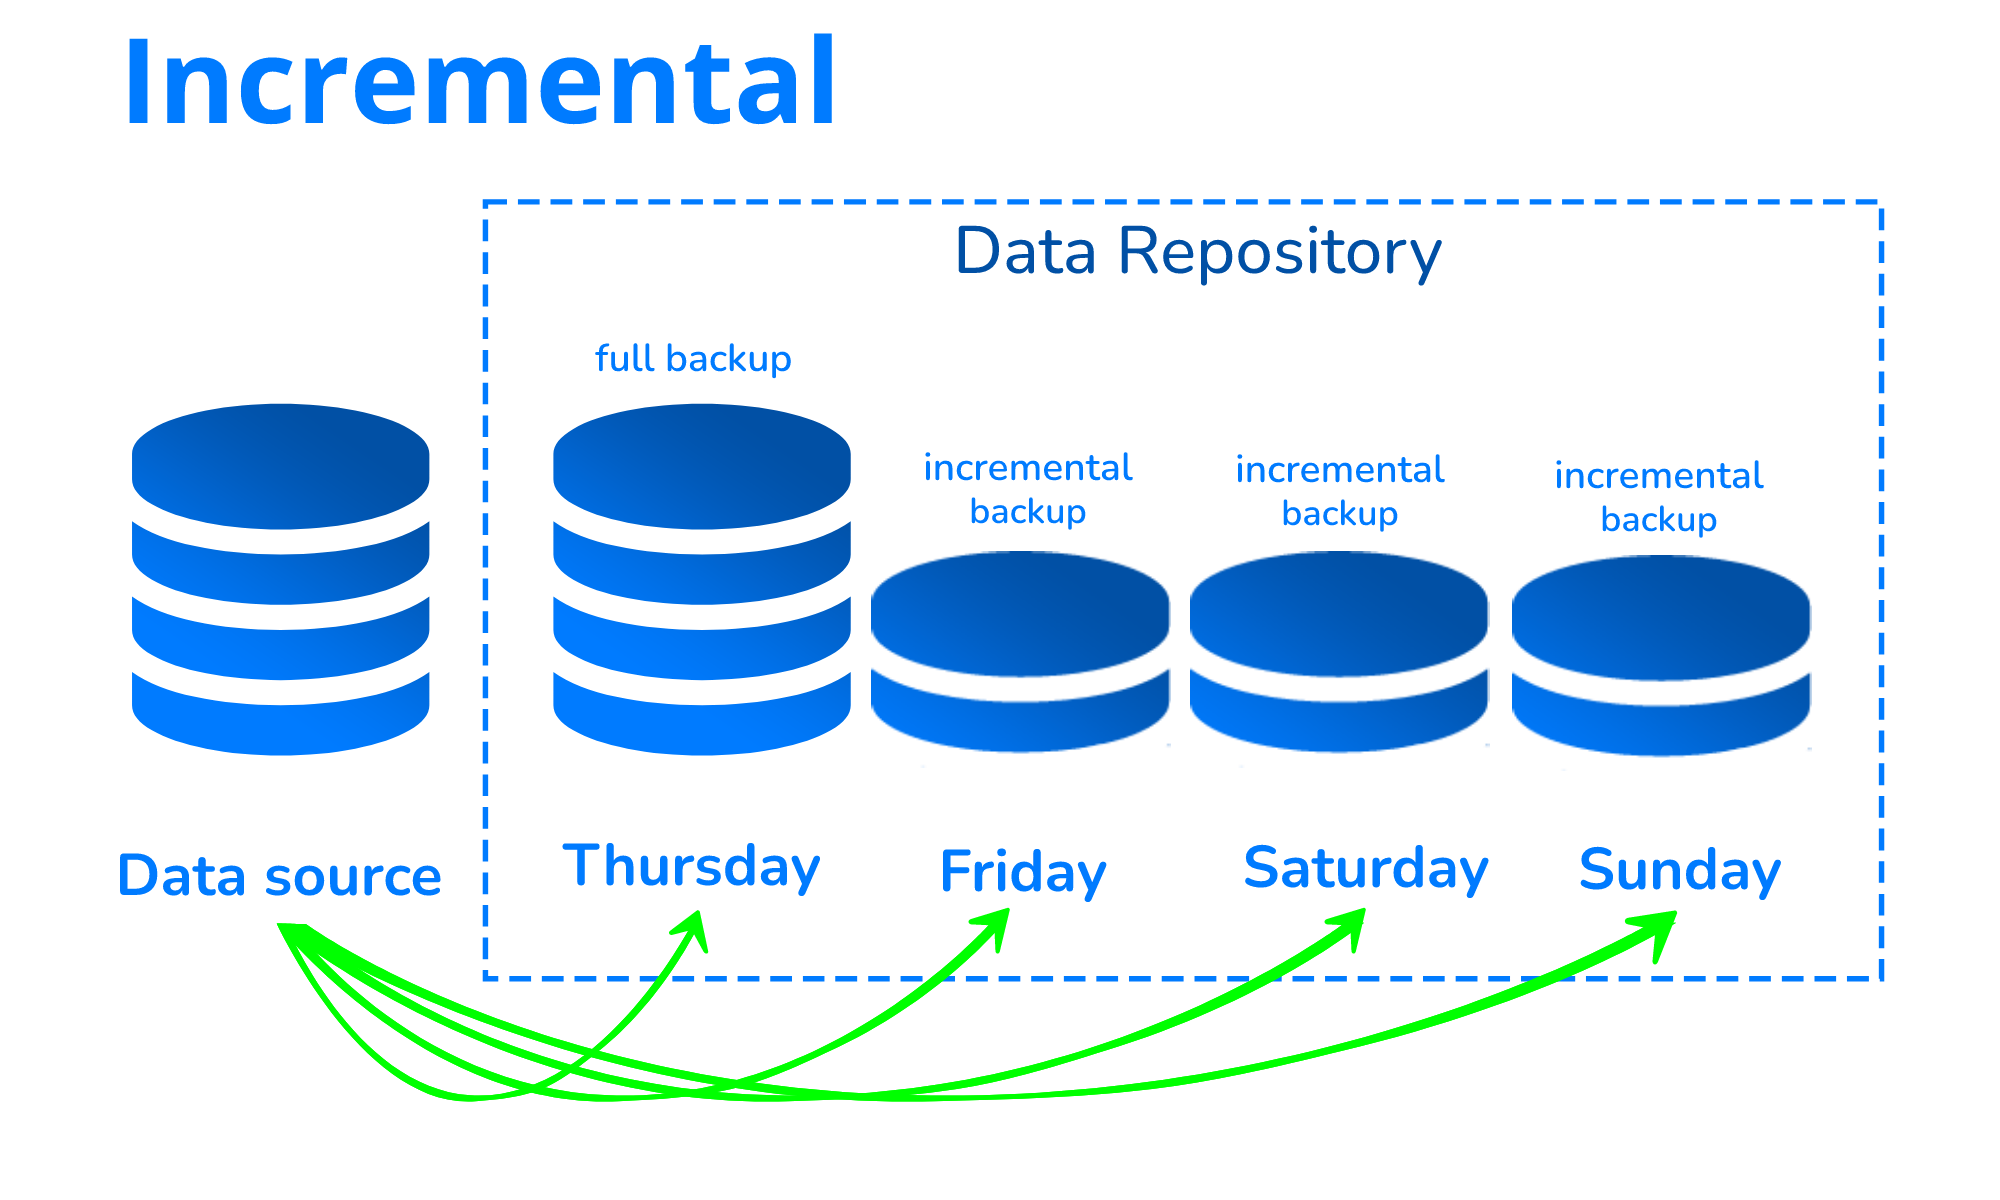 Incremental
Data Repository
full backup
incremental
backup
incremental
backup
incremental
backup
Data source
Thursday
Friday
Saturday
Sunday